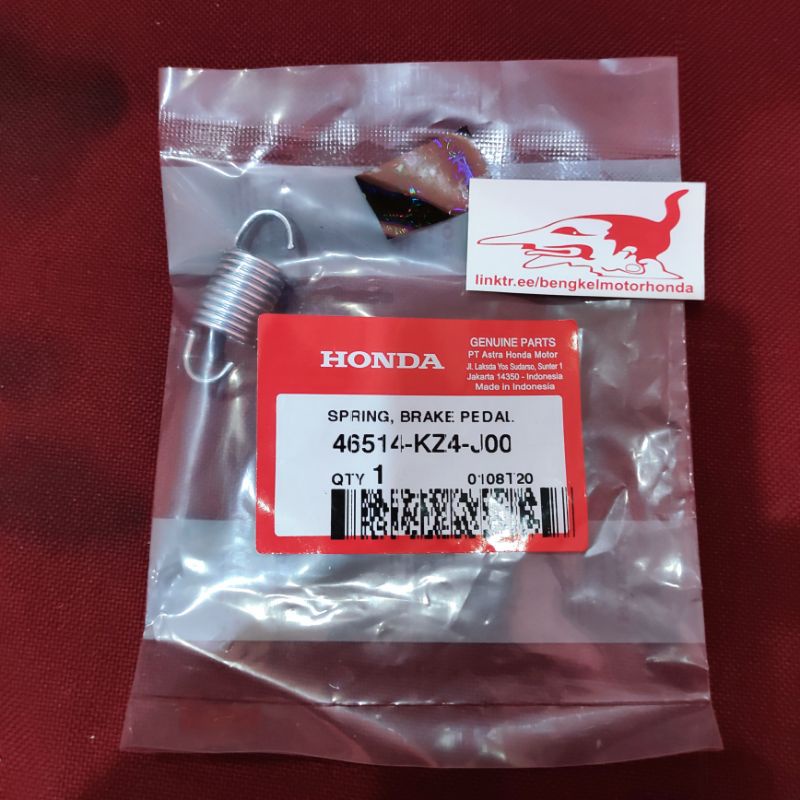 linktr.ee/bengkelmotorhonda
HONDA
GENUINE PARTS
PT Astra Honda Motor
Jl. Laksda Yos Sudarso, Sunter 1
Jakarta 14350 - Indonesia
Made in Indonesia
SPRING, BRAKE PEDAL
46514-KZ4-J00
QTY 1 0108T20